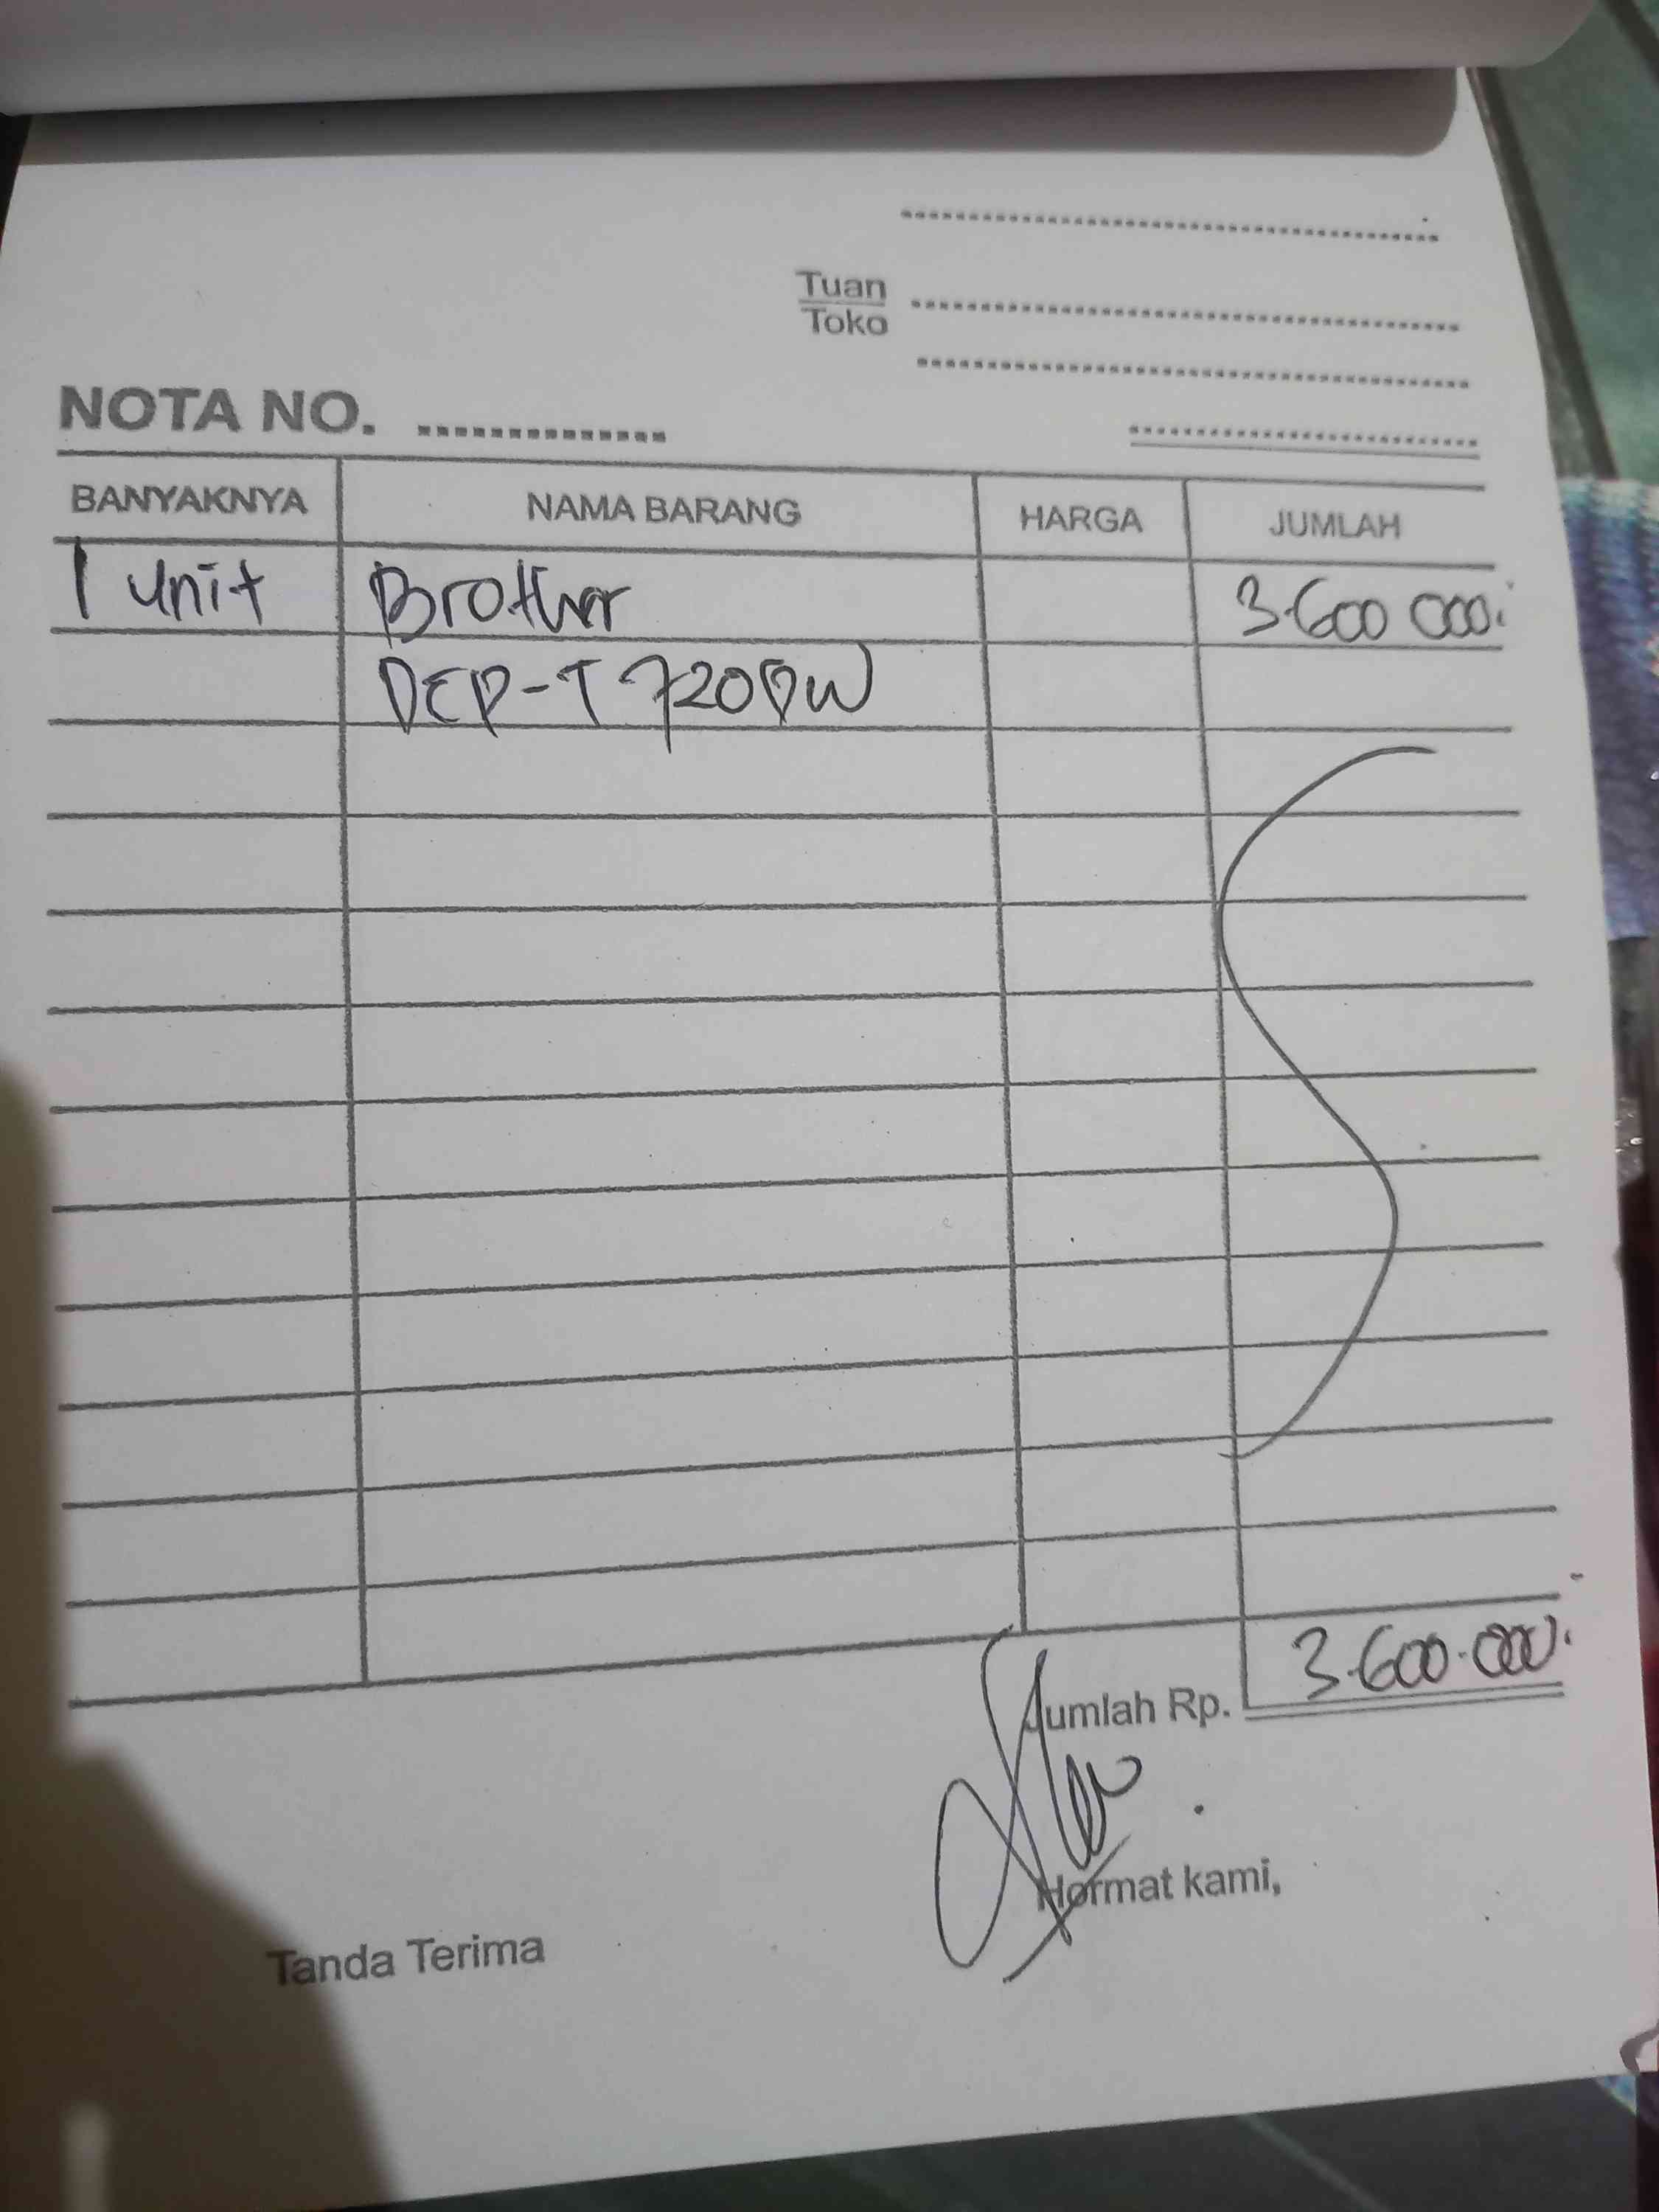 Tuan
Toko
NOTA NO.
BANYAKNYA NAMA BARANG HARGA JUMLAH
1 unit Brother 3.600 000.
DCP-T 720DW
Jumlah Rp. 3.600.000.
Hormat kami,
Tanda Terima